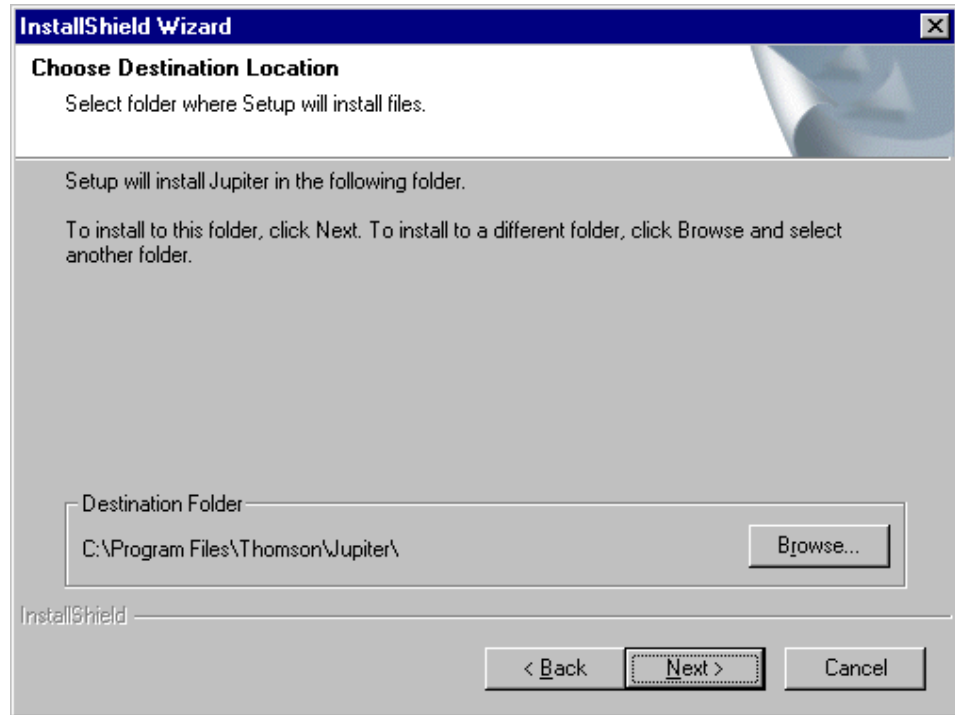 InstallShield Wizard
Choose Destination Location
Select folder where Setup will install files.
Setup will install Jupiter in the following folder.
To install to this folder, click Next. To install to a different folder, click Browse and select
another folder.
Destination Folder
C:\Program Files\Thomson\Jupiter\
Browse...
InstallShield
< Back
Next >
Cancel